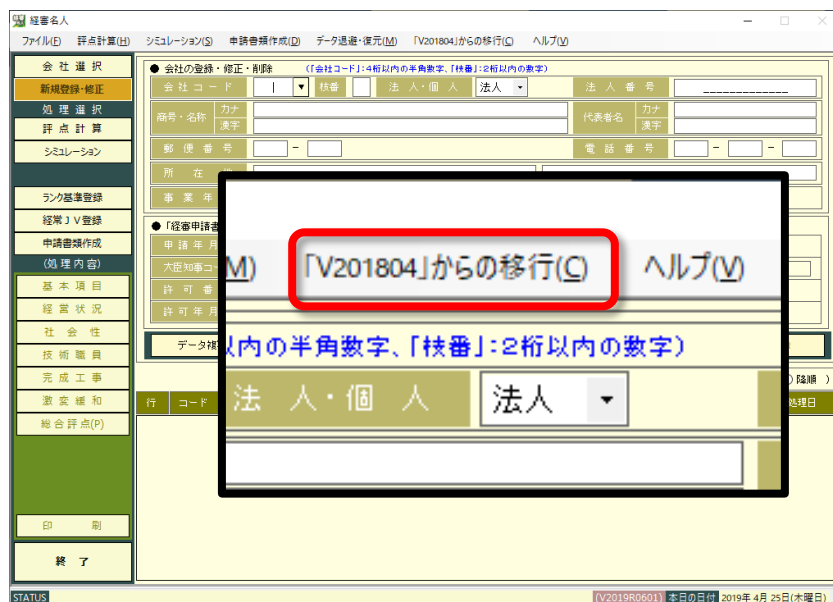 経審名人
ファイル(F) 評点計算(H) シミュレーション(S) 申請書類作成(D) データ退避・復元(M) 「V201804」からの移行(C) ヘルプ(V)
会 社 選 択
新規登録・修正
処 理 選 択
評 点 計 算
シミュレーション
ランク基準登録
経常ＪＶ登録
申請書類作成
(処 理 内 容)
基 本 項 目
経 営 状 況
社 会 性
技 術 職 員
完 成 工 事
激 変 緩 和
総 合 評 点(P)
印 刷
終 了
● 会社の登録・修正・削除 (「会社コード」:4桁以内の半角数字、「枝番」:2桁以内の数字)
会 社 コ ー ド 枝番 法 人・個 人 法人 法 人 番 号
商号・名称 カナ 漢字 代表者名 カナ 漢字
郵 便 番 号 － 電 話 番 号 － －
所 在
事 業 年
●「経審申請書
申 請 年 月
大臣知事コー
許 可 番
許 可 年 月
データ複
降順 )
行 コード 処理日
M) 「V201804」からの移行(C) ヘルプ(V)
以内の半角数字、「枝番」:2桁以内の数字)
法 人・個 人 法人
STATUS (V2019R0601) 本日の日付 2019年 4月 25日(木曜日)